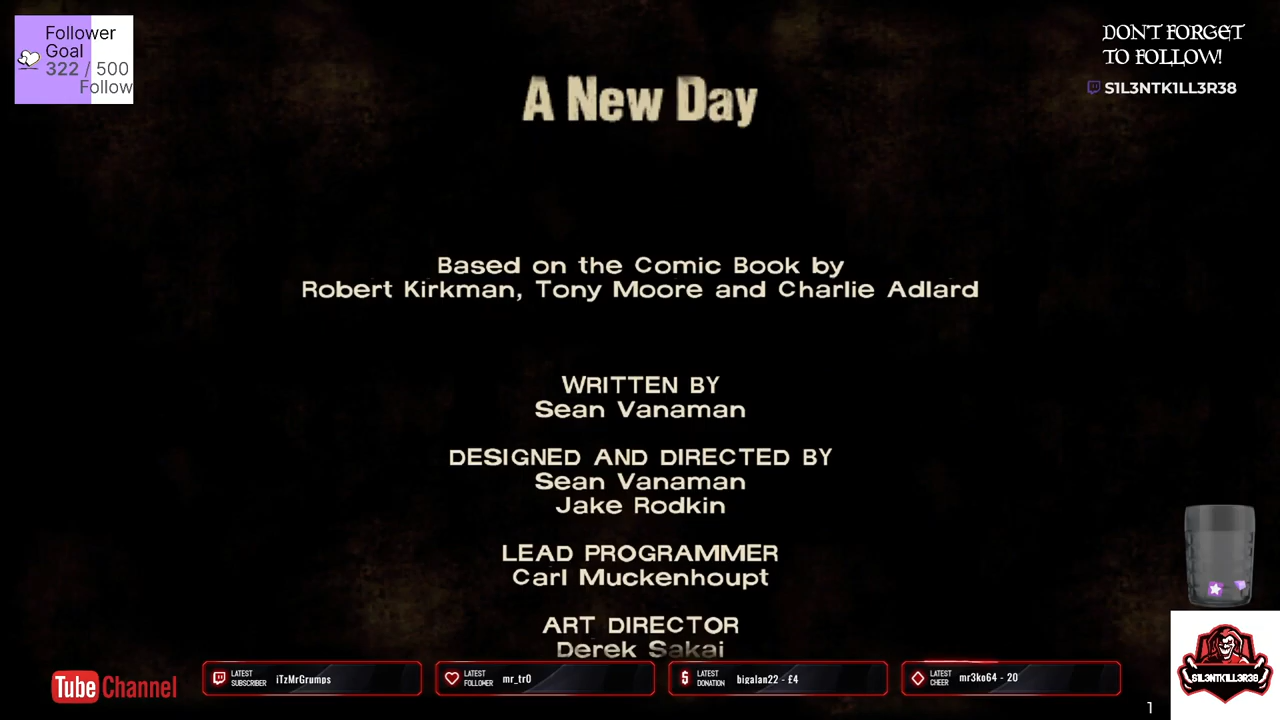 Follower
Goal
322 / 500
Follow
DON'T FORGET
TO FOLLOW!
S1L3NTK1LL3R38
A New Day
Based on the Comic Book by
Robert Kirkman, Tony Moore and Charlie Adlard
WRITTEN BY
Sean Vanaman
DESIGNED AND DIRECTED BY
Sean Vanaman
Jake Rodkin
LEAD PROGRAMMER
Carl Muckenhoupt
ART DIRECTOR
Derek Sakai
Tube Channel
LATEST
SUBSCRIBER
iTzMrGrumps
LATEST
FOLLOWER
mr_tr0
LATEST
DONATION
bigalan22 - £4
LATEST
CHEER
mr3ko64 - 20
S1L3NTK1LL3R38
1